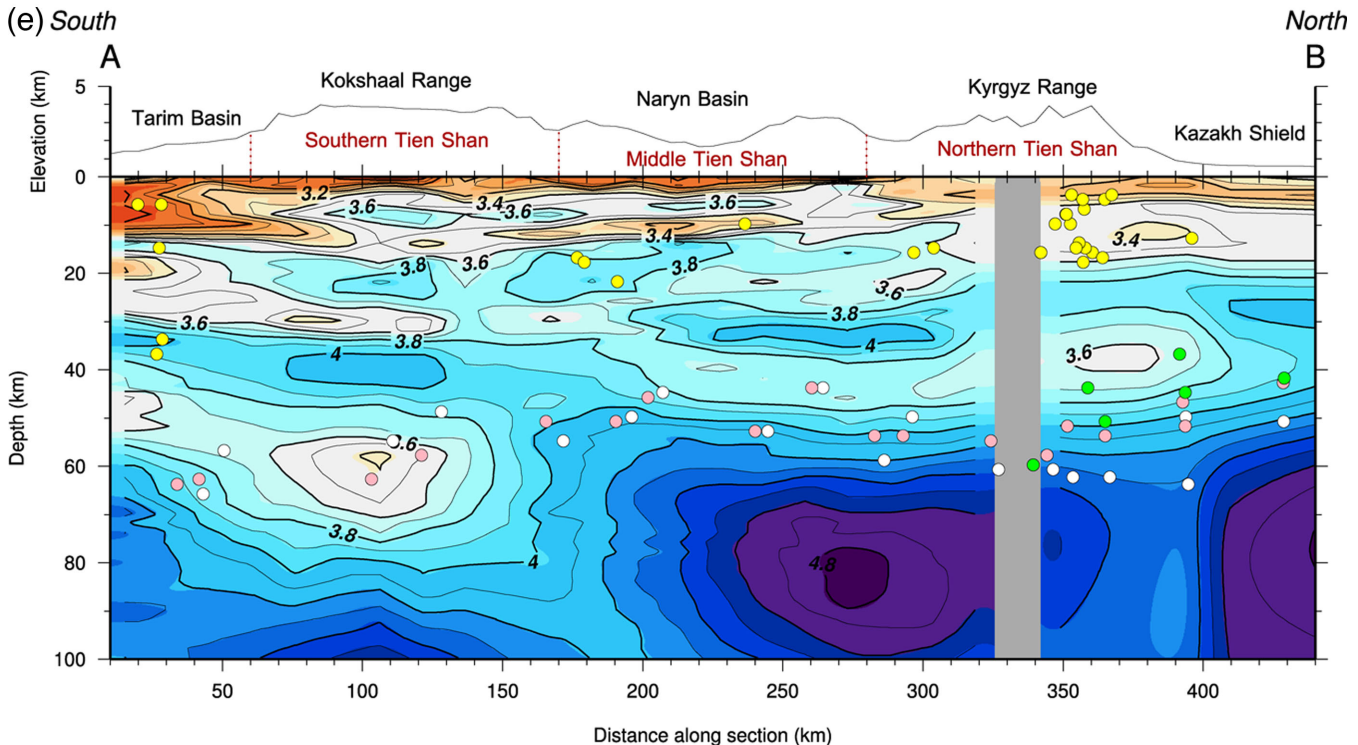 (e) South
North
A
B
Kokshaal Range
Kyrgyz Range
Naryn Basin
Tarim Basin
Kazakh Shield
Southern Tien Shan
Middle Tien Shan
Northern Tien Shan
Elevation (km)
5
0
3.2
3.4
3.6
3.6
3.6
3.4
3.4
3.6
3.8
3.8
3.6
3.6
3.8
3.8
4
4
3.6
3.6
3.8
4
4.8
Depth (km)
20
40
60
80
100
50
100
150
200
250
300
350
400
Distance along section (km)